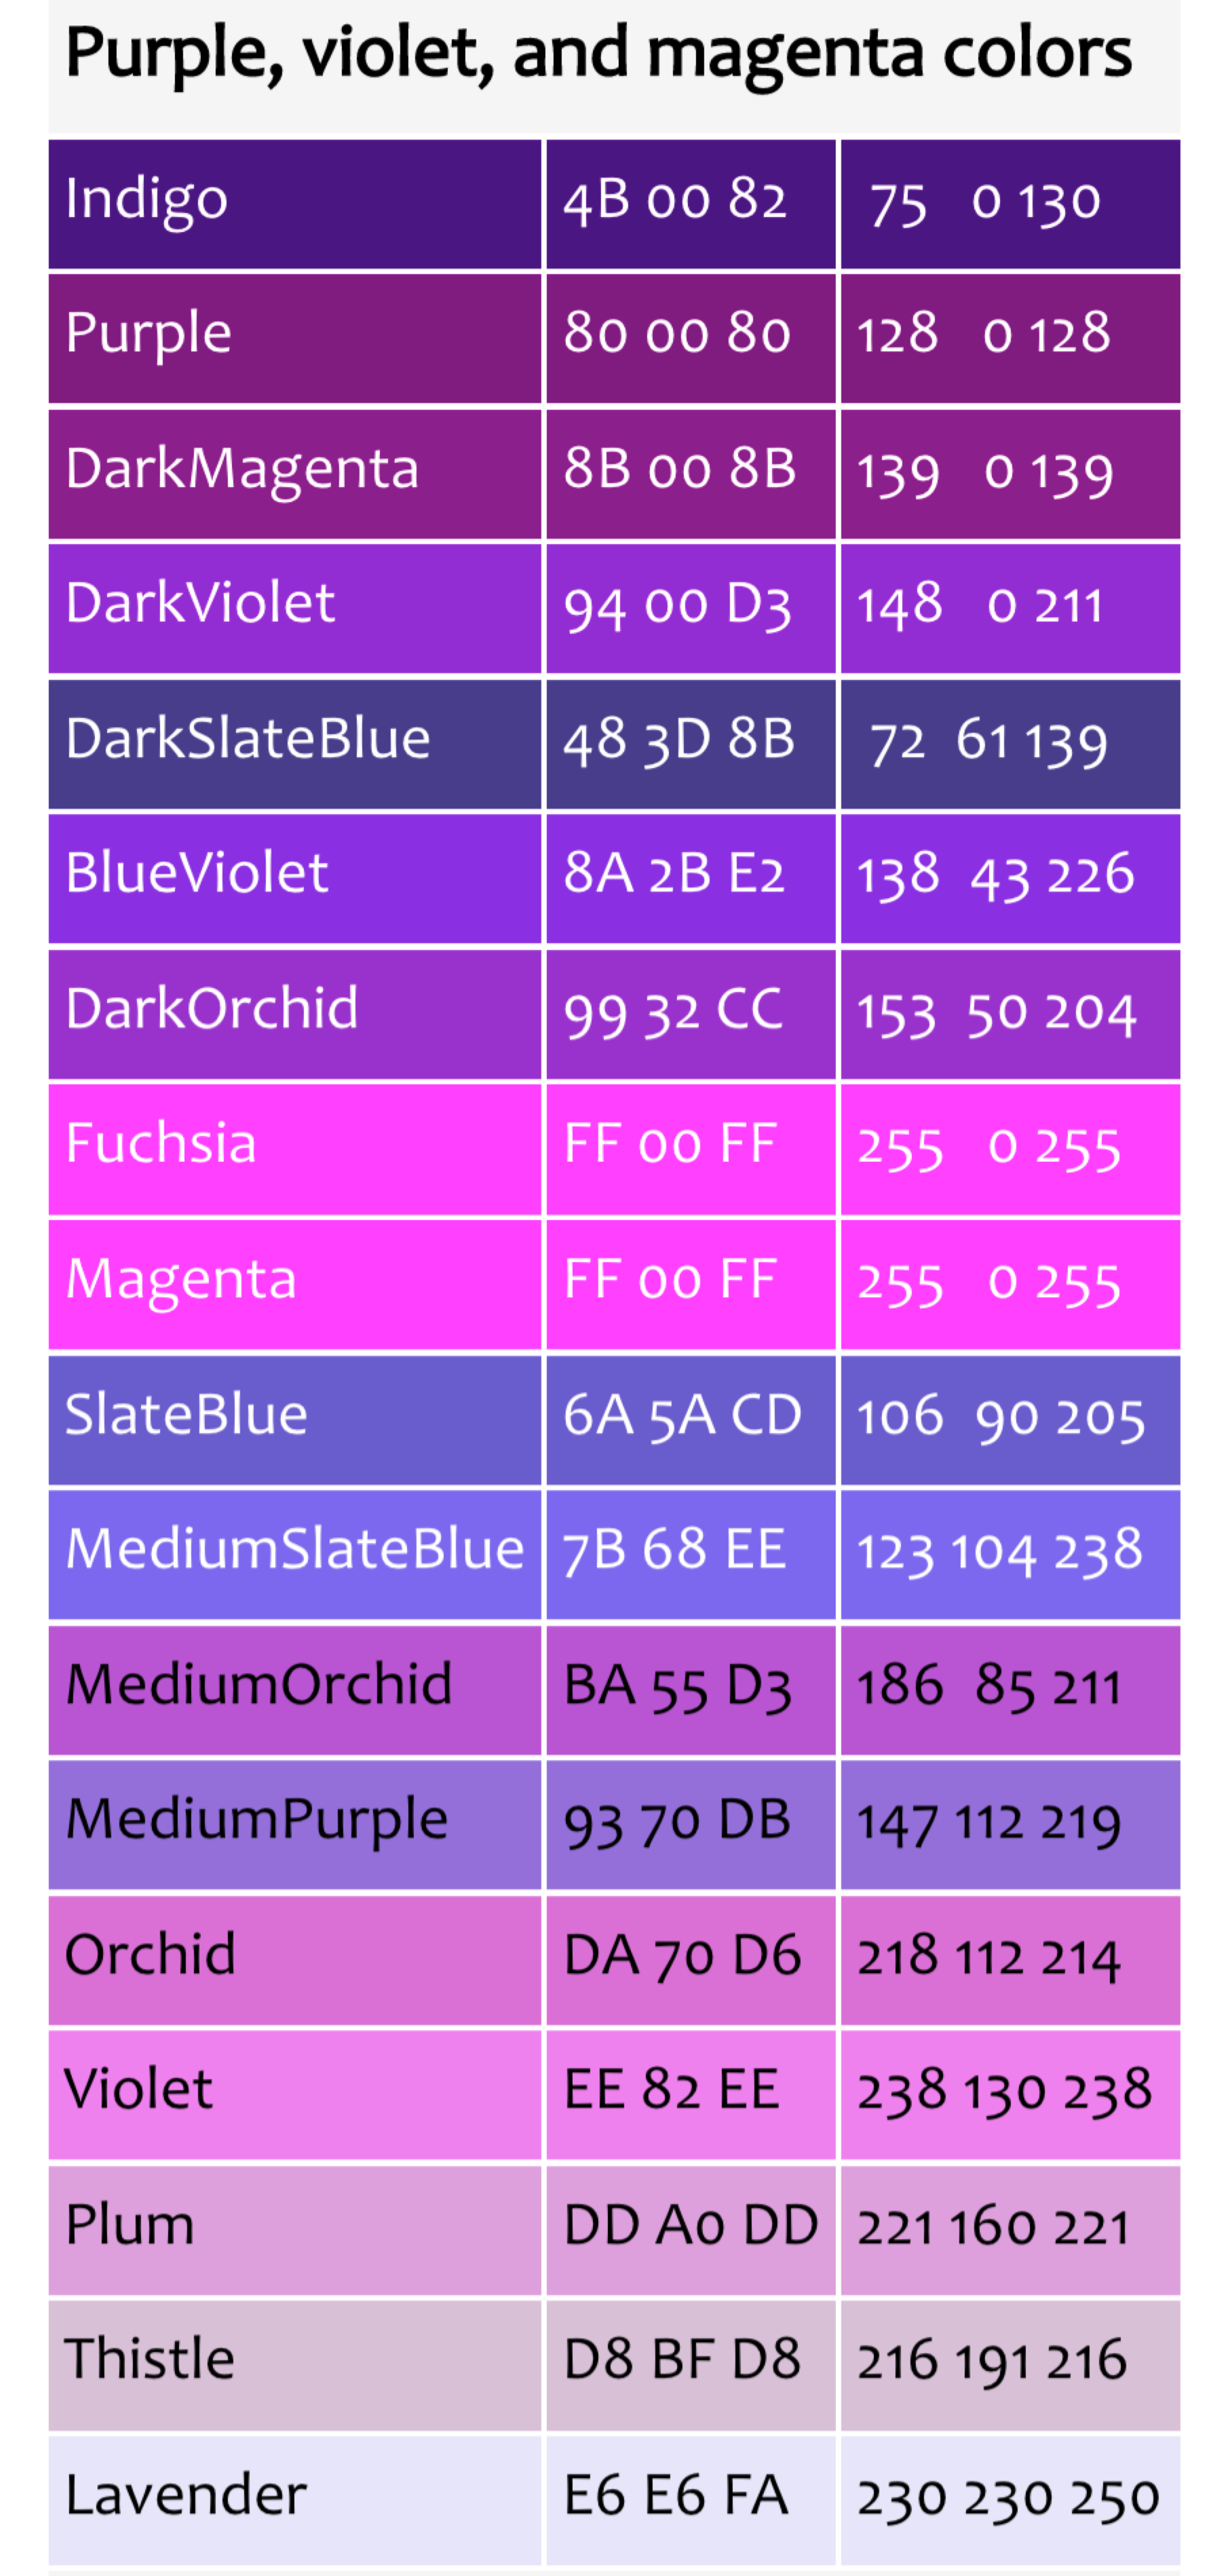 Purple, violet, and magenta colors
Indigo 4B 00 82 75 0 130
Purple 80 00 80 128 0 128
DarkMagenta 8B 00 8B 139 0 139
DarkViolet 94 00 D3 148 0 211
DarkSlateBlue 48 3D 8B 72 61 139
BlueViolet 8A 2B E2 138 43 226
DarkOrchid 99 32 CC 153 50 204
Fuchsia FF 00 FF 255 0 255
Magenta FF 00 FF 255 0 255
SlateBlue 6A 5A CD 106 90 205
MediumSlateBlue 7B 68 EE 123 104 238
MediumOrchid BA 55 D3 186 85 211
MediumPurple 93 70 DB 147 112 219
Orchid DA 70 D6 218 112 214
Violet EE 82 EE 238 130 238
Plum DD A0 DD 221 160 221
Thistle D8 BF D8 216 191 216
Lavender E6 E6 FA 230 230 250